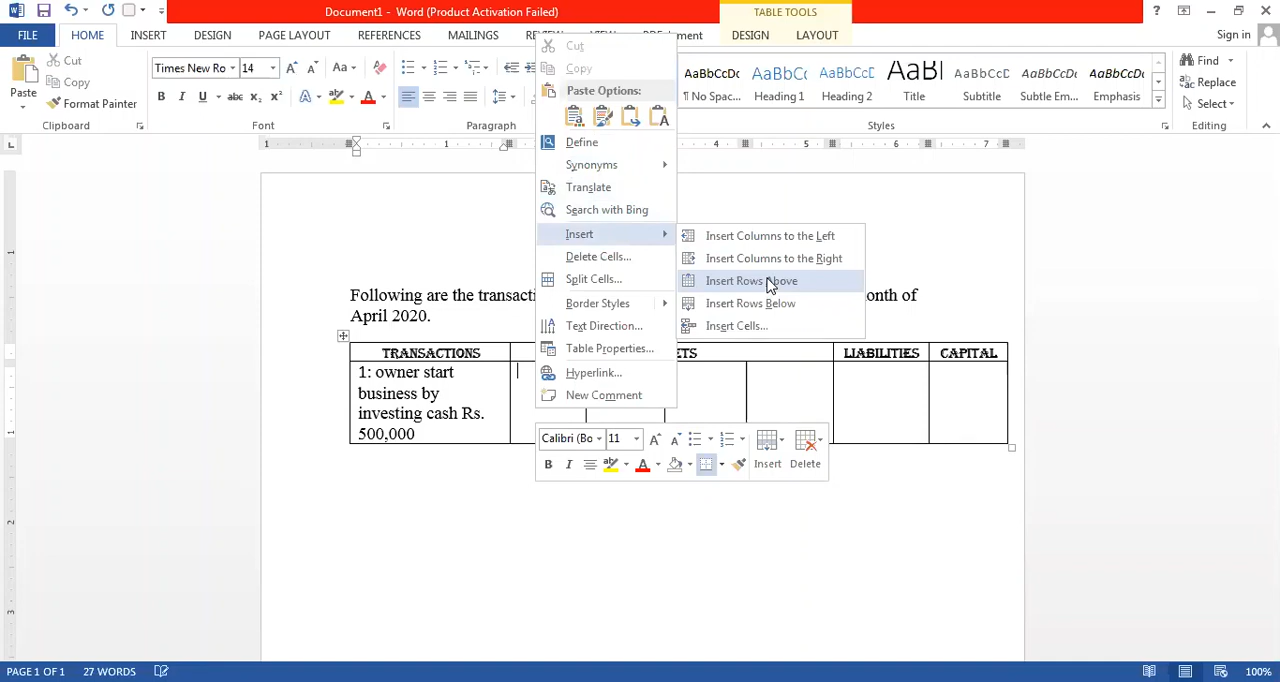 Document1 - Word (Product Activation Failed)
TABLE TOOLS
Sign in
FILE
HOME
INSERT
DESIGN
PAGE LAYOUT
REFERENCES
MAILINGS
DESIGN
LAYOUT
Paste
Cut
Copy
Format Painter
Clipboard
Times New Ro
14
Font
Paragraph
AaBbCcDc
¶ No Spac...
AaBbC
Heading 1
AaBbCc
Heading 2
AaBl
Title
AaBbCcD
Subtitle
AaBbCcDc
Subtle Em...
AaBbCcDc
Emphasis
Styles
Find
Replace
Select
Editing
Cut
Copy
Paste Options:
Define
Synonyms
Translate
Search with Bing
Insert
Delete Cells...
Split Cells...
Border Styles
Text Direction...
Table Properties...
Hyperlink...
New Comment
Insert Columns to the Left
Insert Columns to the Right
Insert Rows Above
Insert Rows Below
Insert Cells...
Calibri (Bo
11
Insert
Delete
Following are the
of
April 2020.
TRANSACTIONS
LIABILITIES
CAPITAL
1: owner start
business by
investing cash Rs.
500,000
PAGE 1 OF 1
27 WORDS
100%